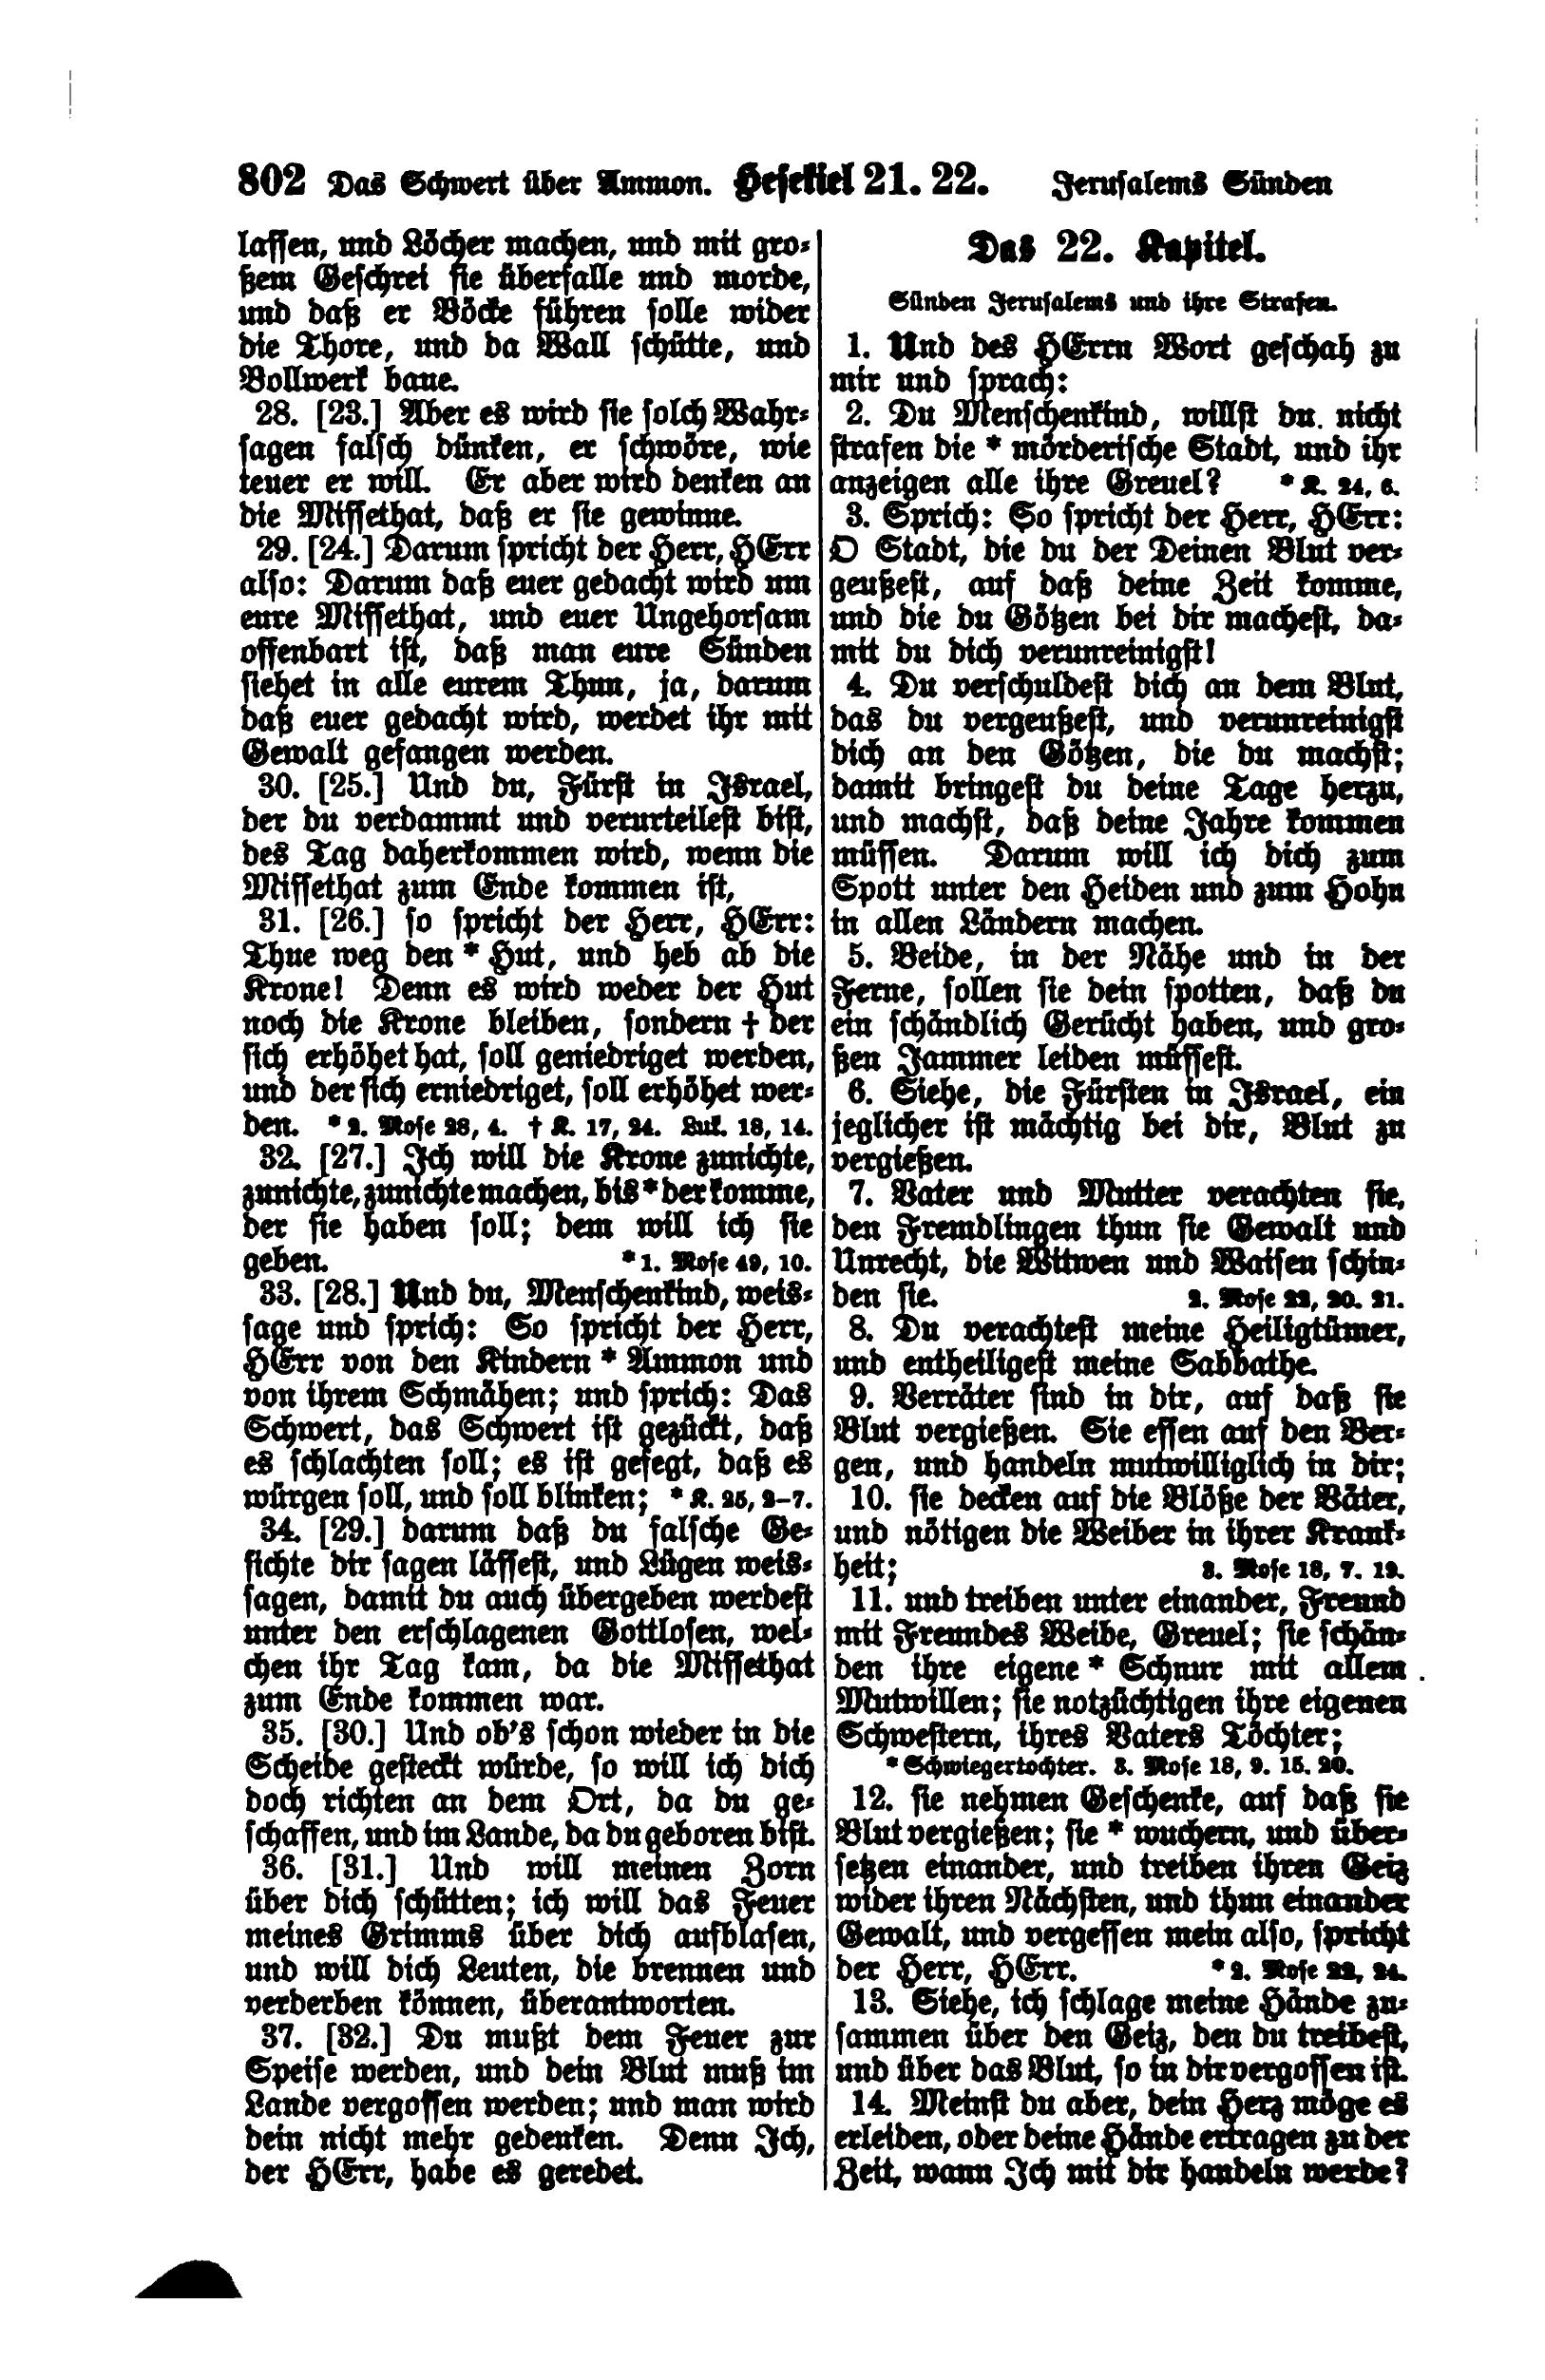 802 Das Schwert über Ammon. Hesekiel 21. 22. Jerusalems Sünden
lassen, und Löcher machen, und mit gro-
ßem Geschrei sie überfalle und morde,
und daß er Böcke führen solle wider
die Thore, und da Wall schütte, und
Bollwerk baue.
28. [23.] Aber es wird sie solch Wahr-
sagen falsch dünken, er schwöre, wie
teuer er will. Er aber wird denken an
die Missethat, daß er sie gewinne.
29. [24.] Darum spricht der Herr, HErr
also: Darum daß euer gedacht wird um
eure Missethat, und euer Ungehorsam
offenbart ist, daß man eure Sünden
siehet in alle eurem Thun, ja, darum
daß euer gedacht wird, werdet ihr mit
Gewalt gefangen werden.
30. [25.] Und du, Fürst in Israel,
der du verdammt und verurteilest bist,
des Tag daherkommen wird, wenn die
Missethat zum Ende kommen ist,
31. [26.] so spricht der Herr, HErr:
Thue weg den * Hut, und heb ab die
Krone! Denn es wird weder der Hut
noch die Krone bleiben, sondern † der
sich erhöhet hat, soll geniedriget werden,
und der sich erniedriget, soll erhöhet wer-
den. * 2. Mose 28, 4. † K. 17, 24. Luk. 18, 14.
32. [27.] Ich will die Krone zunichte,
zunichte, zunichte machen, bis * der komme,
der sie haben soll; dem will ich sie
geben. * 1. Mose 49, 10.
33. [28.] Und du, Menschenkind, weis-
sage und sprich: So spricht der Herr,
HErr von den Kindern * Ammon und
von ihrem Schmähen; und sprich: Das
Schwert, das Schwert ist gezückt, daß
es schlachten soll; es ist gefegt, daß es
würgen soll, und soll blinken; * K. 25, 2–7.
34. [29.] darum daß du falsche Ge-
sichte dir sagen lässest, und Lügen weis-
sagen, damit du auch übergeben werdest
unter den erschlagenen Gottlosen, wel-
chen ihr Tag kam, da die Missethat
zum Ende kommen war.
35. [30.] Und ob's schon wieder in die
Scheide gesteckt würde, so will ich dich
doch richten an dem Ort, da du ge-
schaffen, und im Lande, da du geboren bist.
36. [31.] Und will meinen Zorn
über dich schütten; ich will das Feuer
meines Grimms über dich aufblasen,
und will dich Leuten, die brennen und
verderben können, überantworten.
37. [32.] Du mußt dem Feuer zur
Speise werden, und dein Blut muß im
Lande vergossen werden; und man wird
dein nicht mehr gedenken. Denn Ich,
der HErr, habe es geredet.
Das 22. Kapitel.
Sünden Jerusalems und ihre Strafen.
1. Und des HErrn Wort geschah zu
mir und sprach:
2. Du Menschenkind, willst du nicht
strafen die * mörderische Stadt, und ihr
anzeigen alle ihre Greuel? * K. 24, 6.
3. Sprich: So spricht der Herr, HErr:
O Stadt, die du der Deinen Blut ver-
geußest, auf daß deine Zeit komme,
und die du Götzen bei dir machest, da-
mit du dich verunreinigst!
4. Du verschuldest dich an dem Blut,
das du vergeußest, und verunreinigst
dich an den Götzen, die du machst;
damit bringest du deine Tage herzu,
und machst, daß deine Jahre kommen
müssen. Darum will ich dich zum
Spott unter den Heiden und zum Hohn
in allen Ländern machen.
5. Beide, in der Nähe und in der
Ferne, sollen sie dein spotten, daß du
ein schändlich Gerücht haben, und gro-
ßen Jammer leiden müssest.
6. Siehe, die Fürsten in Israel, ein
jeglicher ist mächtig bei dir, Blut zu
vergießen.
7. Vater und Mutter verachten sie,
den Fremdlingen thun sie Gewalt und
Unrecht, die Witwen und Waisen schin-
den sie. 2. Mose 22, 20. 21.
8. Du verachtest meine Heiligtümer,
und entheiligest meine Sabbathe.
9. Verräter sind in dir, auf daß sie
Blut vergießen. Sie essen auf den Ber-
gen, und handeln mutwilliglich in dir;
10. sie decken auf die Blöße der Väter,
und nötigen die Weiber in ihrer Krank-
heit; 3. Mose 18, 7. 19.
11. und treiben unter einander, Freund
mit Freundes Weibe, Greuel; sie schän-
den ihre eigene * Schnur mit allem
Mutwillen; sie notzüchtigen ihre eigenen
Schwestern, ihres Vaters Töchter;
* Schwiegertochter. 3. Mose 18, 9. 15. 20.
12. sie nehmen Geschenke, auf daß sie
Blut vergießen; sie * wuchern, und über-
setzen einander, und treiben ihren Geiz
wider ihren Nächsten, und thun einander
Gewalt, und vergessen mein also, spricht
der Herr, HErr. * 2. Mose 22, 24.
13. Siehe, ich schlage meine Hände zu-
sammen über den Geiz, den du treibest,
und über das Blut, so in dir vergossen ist.
14. Meinst du aber, dein Herz möge es
erleiden, oder deine Hände ertragen zu der
Zeit, wann Ich mit dir handeln werde?